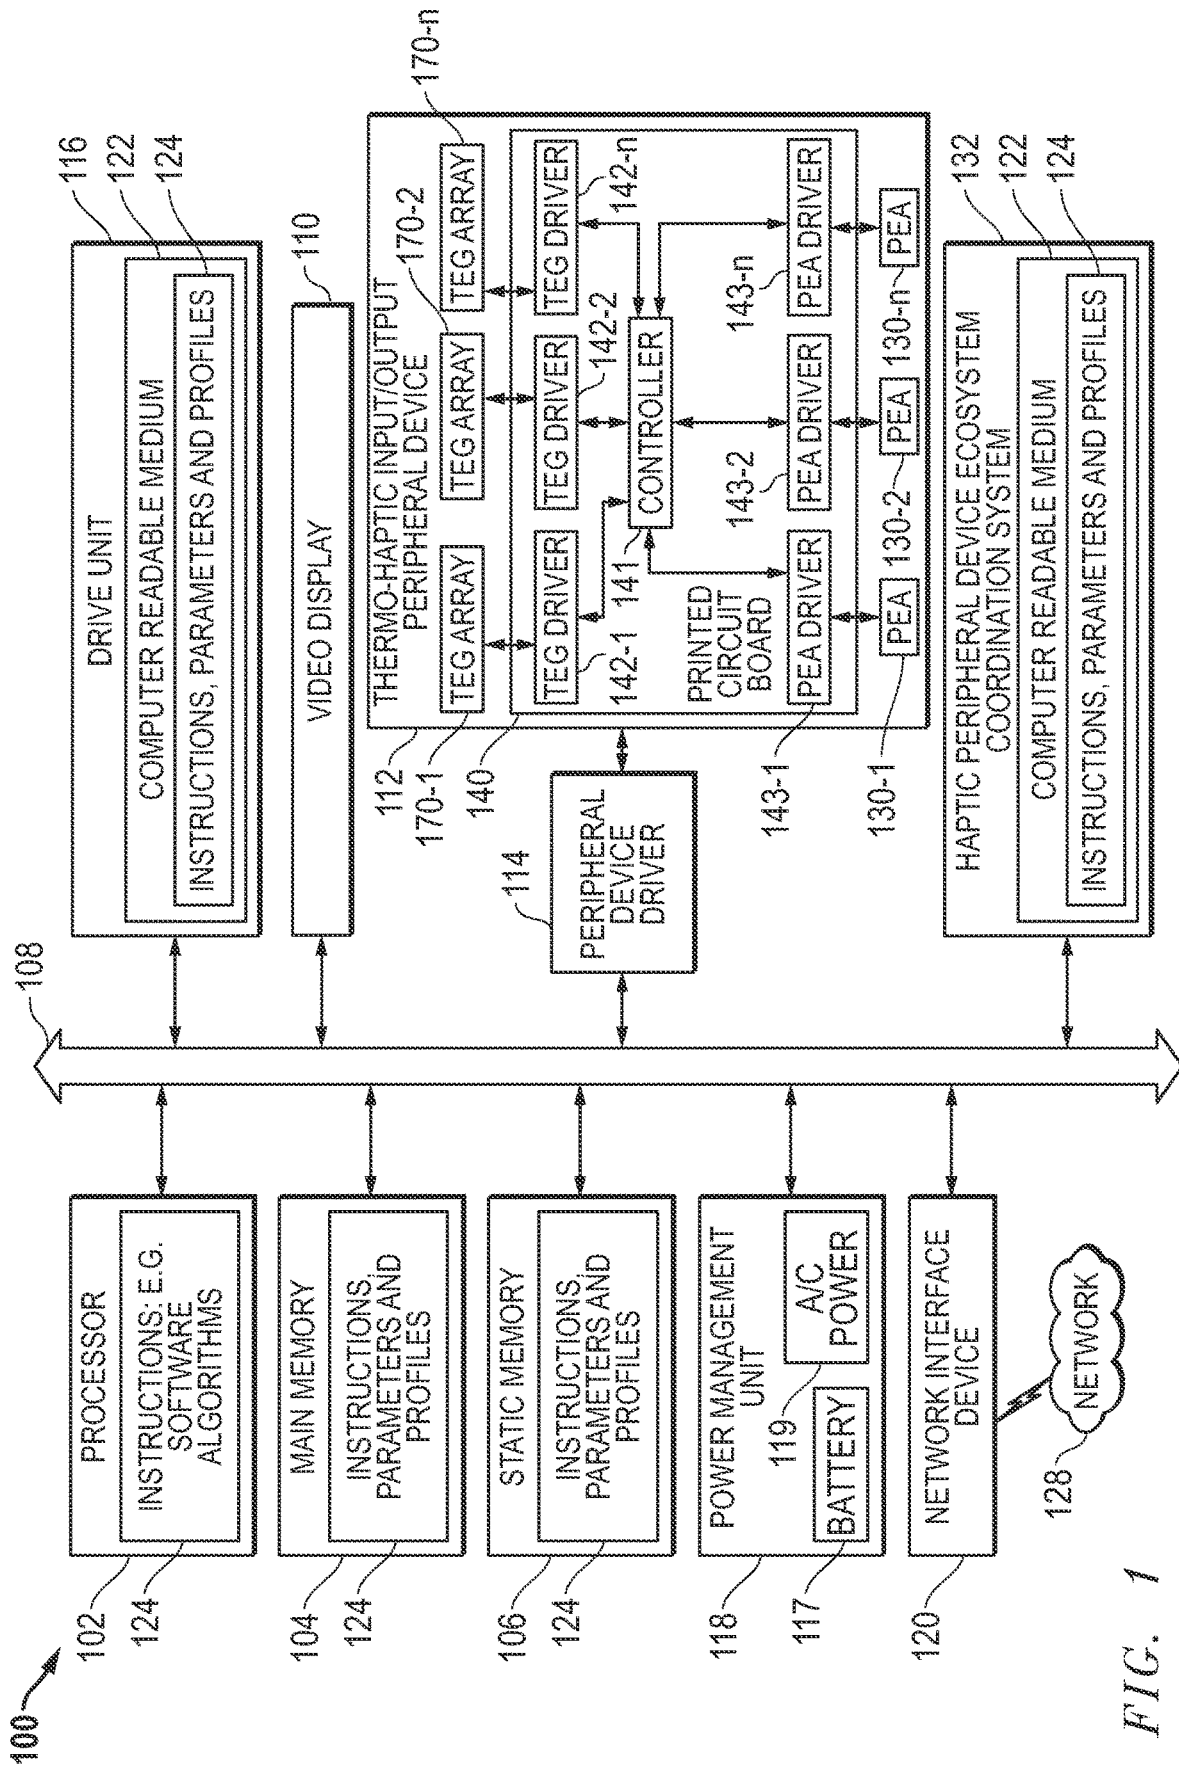 100
102
PROCESSOR
INSTRUCTIONS: E.G.
SOFTWARE
ALGORITHMS
124
104
MAIN MEMORY
INSTRUCTIONS,
PARAMETERS AND
PROFILES
124
106
STATIC MEMORY
INSTRUCTIONS,
PARAMETERS AND
PROFILES
124
118
POWER MANAGEMENT
UNIT
BATTERY
117
A/C
POWER
119
120
NETWORK INTERFACE
DEVICE
NETWORK
128
108
DRIVE UNIT
116
COMPUTER READABLE MEDIUM
122
INSTRUCTIONS, PARAMETERS AND PROFILES
124
VIDEO DISPLAY
110
PERIPHERAL
DEVICE
DRIVER
114
THERMO-HAPTIC INPUT/OUTPUT
PERIPHERAL DEVICE
112
TEG ARRAY
170-1
TEG ARRAY
170-2
TEG ARRAY
170-n
140
TEG DRIVER
142-1
TEG DRIVER
142-2
TEG DRIVER
142-n
141
CONTROLLER
PRINTED
CIRCUIT
BOARD
PEA DRIVER
143-1
PEA DRIVER
143-2
PEA DRIVER
143-n
PEA
130-1
PEA
130-2
PEA
130-n
HAPTIC PERIPHERAL DEVICE ECOSYSTEM
COORDINATION SYSTEM
132
COMPUTER READABLE MEDIUM
122
INSTRUCTIONS, PARAMETERS AND PROFILES
124
FIG. 1